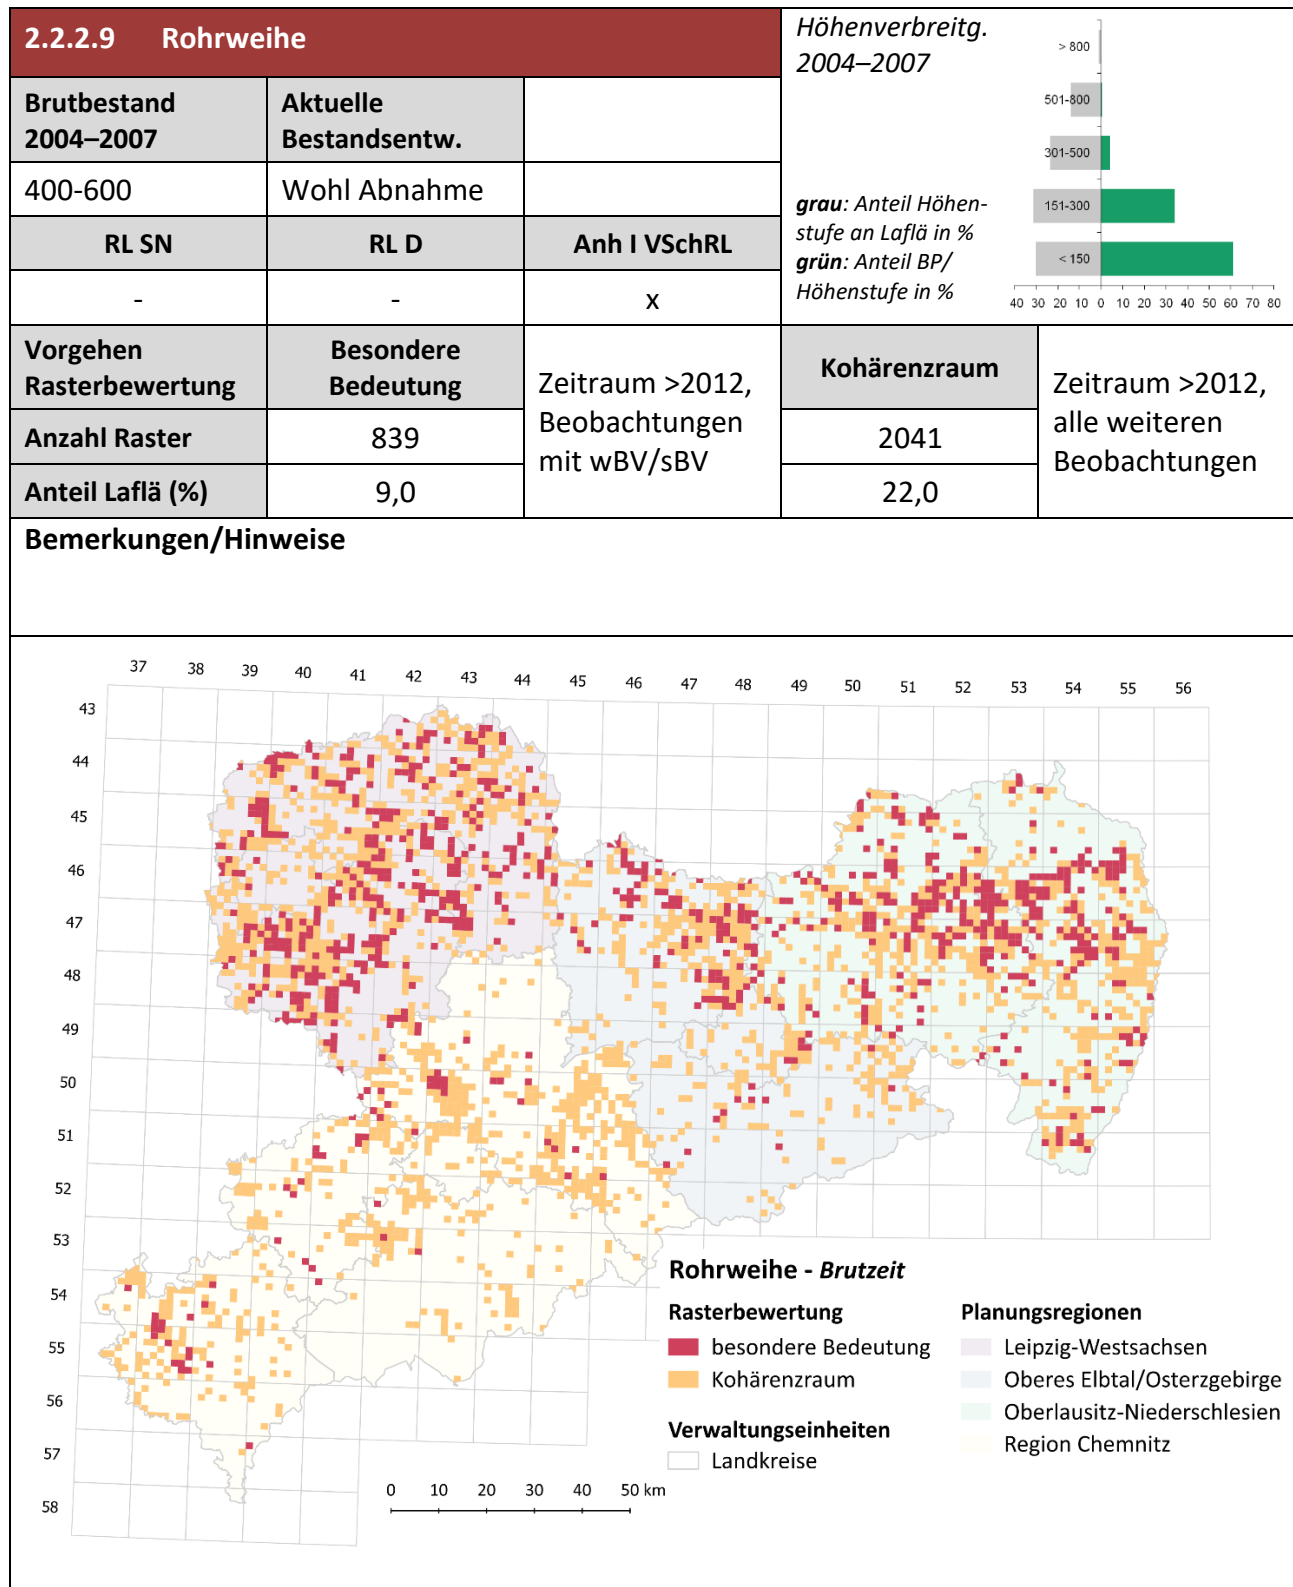 2.2.2.9 Rohrweihe
Höhenverbreitg.
2004–2007
> 800
501-800
301-500
151-300
< 150
40 30 20 10 0 10 20 30 40 50 60 70 80
grau: Anteil Höhen-
stufe an Laflä in %
grün: Anteil BP/
Höhenstufe in %
Brutbestand
2004–2007
Aktuelle
Bestandsentw.
400-600
Wohl Abnahme
RL SN
RL D
Anh I VSchRL
-
-
x
Vorgehen
Rasterbewertung
Besondere
Bedeutung
Zeitraum >2012,
Beobachtungen
mit wBV/sBV
Kohärenzraum
Zeitraum >2012,
alle weiteren
Beobachtungen
Anzahl Raster
839
2041
Anteil Laflä (%)
9,0
22,0
Bemerkungen/Hinweise
37 38 39 40 41 42 43 44 45 46 47 48 49 50 51 52 53 54 55 56
43
44
45
46
47
48
49
50
51
52
53
54
55
56
57
58
Rohrweihe - Brutzeit
Rasterbewertung
besondere Bedeutung
Kohärenzraum
Verwaltungseinheiten
Landkreise
Planungsregionen
Leipzig-Westsachsen
Oberes Elbtal/Osterzgebirge
Oberlausitz-Niederschlesien
Region Chemnitz
0 10 20 30 40 50 km